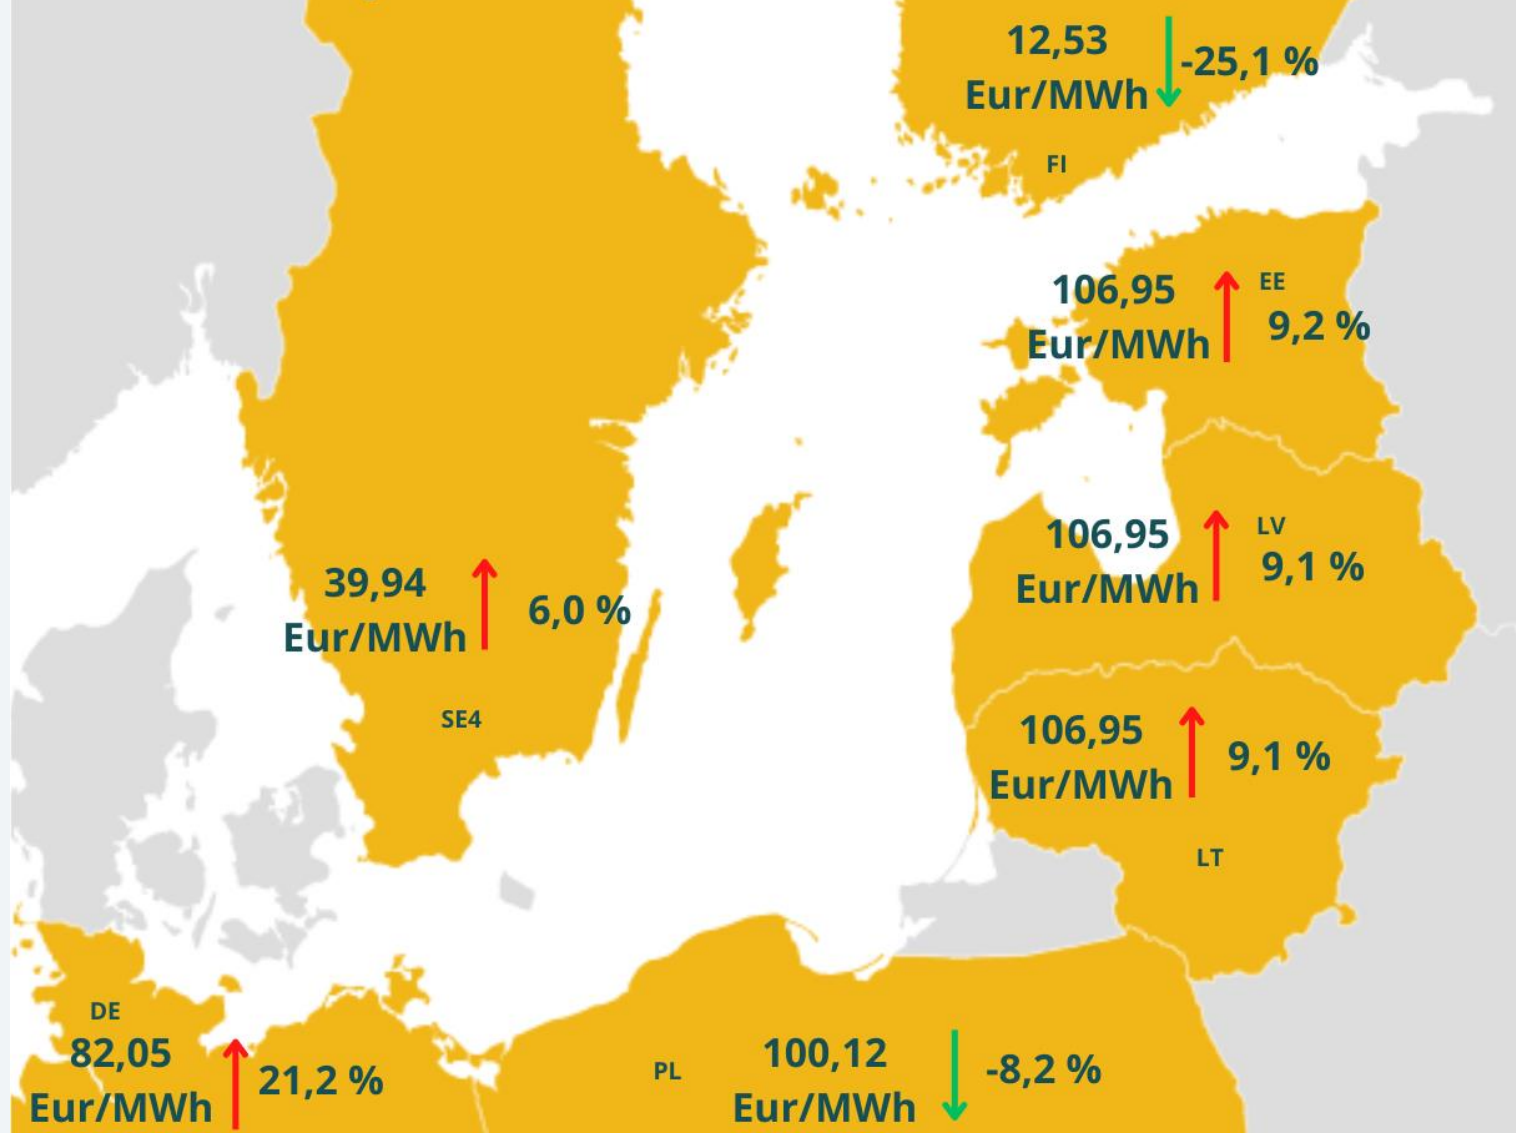 12,53
Eur/MWh
-25,1 %
FI
106,95
Eur/MWh
EE
9,2 %
106,95
Eur/MWh
LV
9,1 %
39,94
Eur/MWh
6,0 %
SE4
106,95
Eur/MWh
9,1 %
LT
DE
82,05
Eur/MWh
21,2 %
PL
100,12
Eur/MWh
-8,2 %